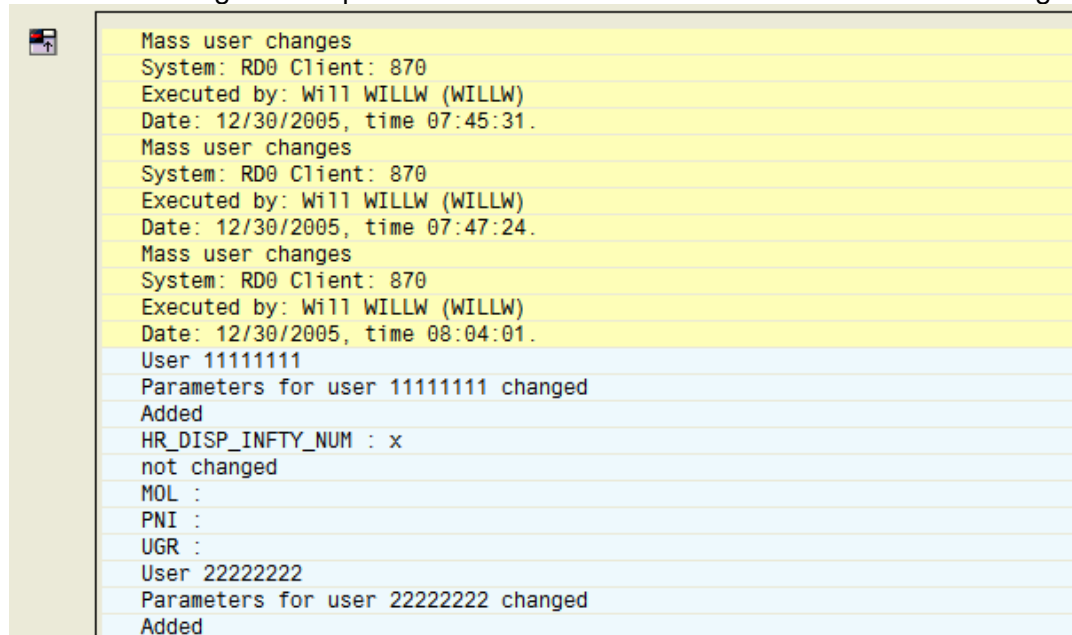 Mass user changes
System: RD0 Client: 870
Executed by: Will WILLW (WILLW)
Date: 12/30/2005, time 07:45:31.
Mass user changes
System: RD0 Client: 870
Executed by: Will WILLW (WILLW)
Date: 12/30/2005, time 07:47:24.
Mass user changes
System: RD0 Client: 870
Executed by: Will WILLW (WILLW)
Date: 12/30/2005, time 08:04:01.
User 11111111
Parameters for user 11111111 changed
Added
HR_DISP_INFTY_NUM : x
not changed
MOL :
PNI :
UGR :
User 22222222
Parameters for user 22222222 changed
Added